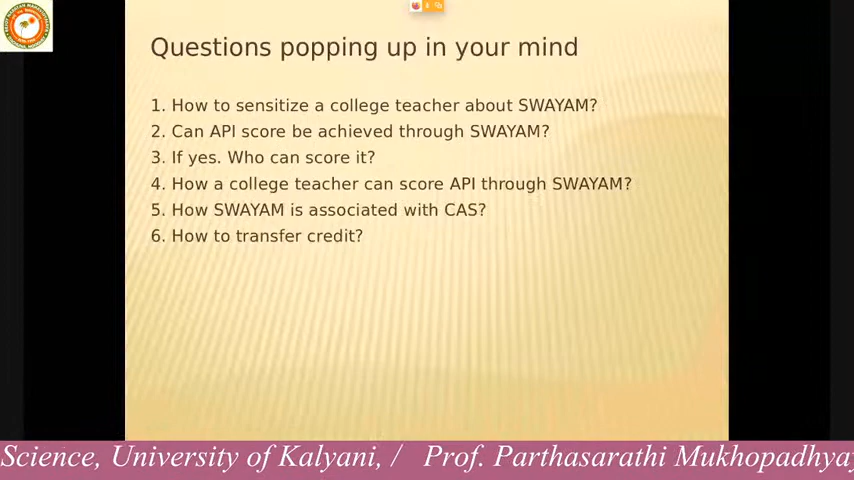 Questions popping up in your mind
1. How to sensitize a college teacher about SWAYAM?
2. Can API score be achieved through SWAYAM?
3. If yes. Who can score it?
4. How a college teacher can score API through SWAYAM?
5. How SWAYAM is associated with CAS?
6. How to transfer credit?
Science, University of Kalyani, / Prof. Parthasarathi Mukhopadhyay